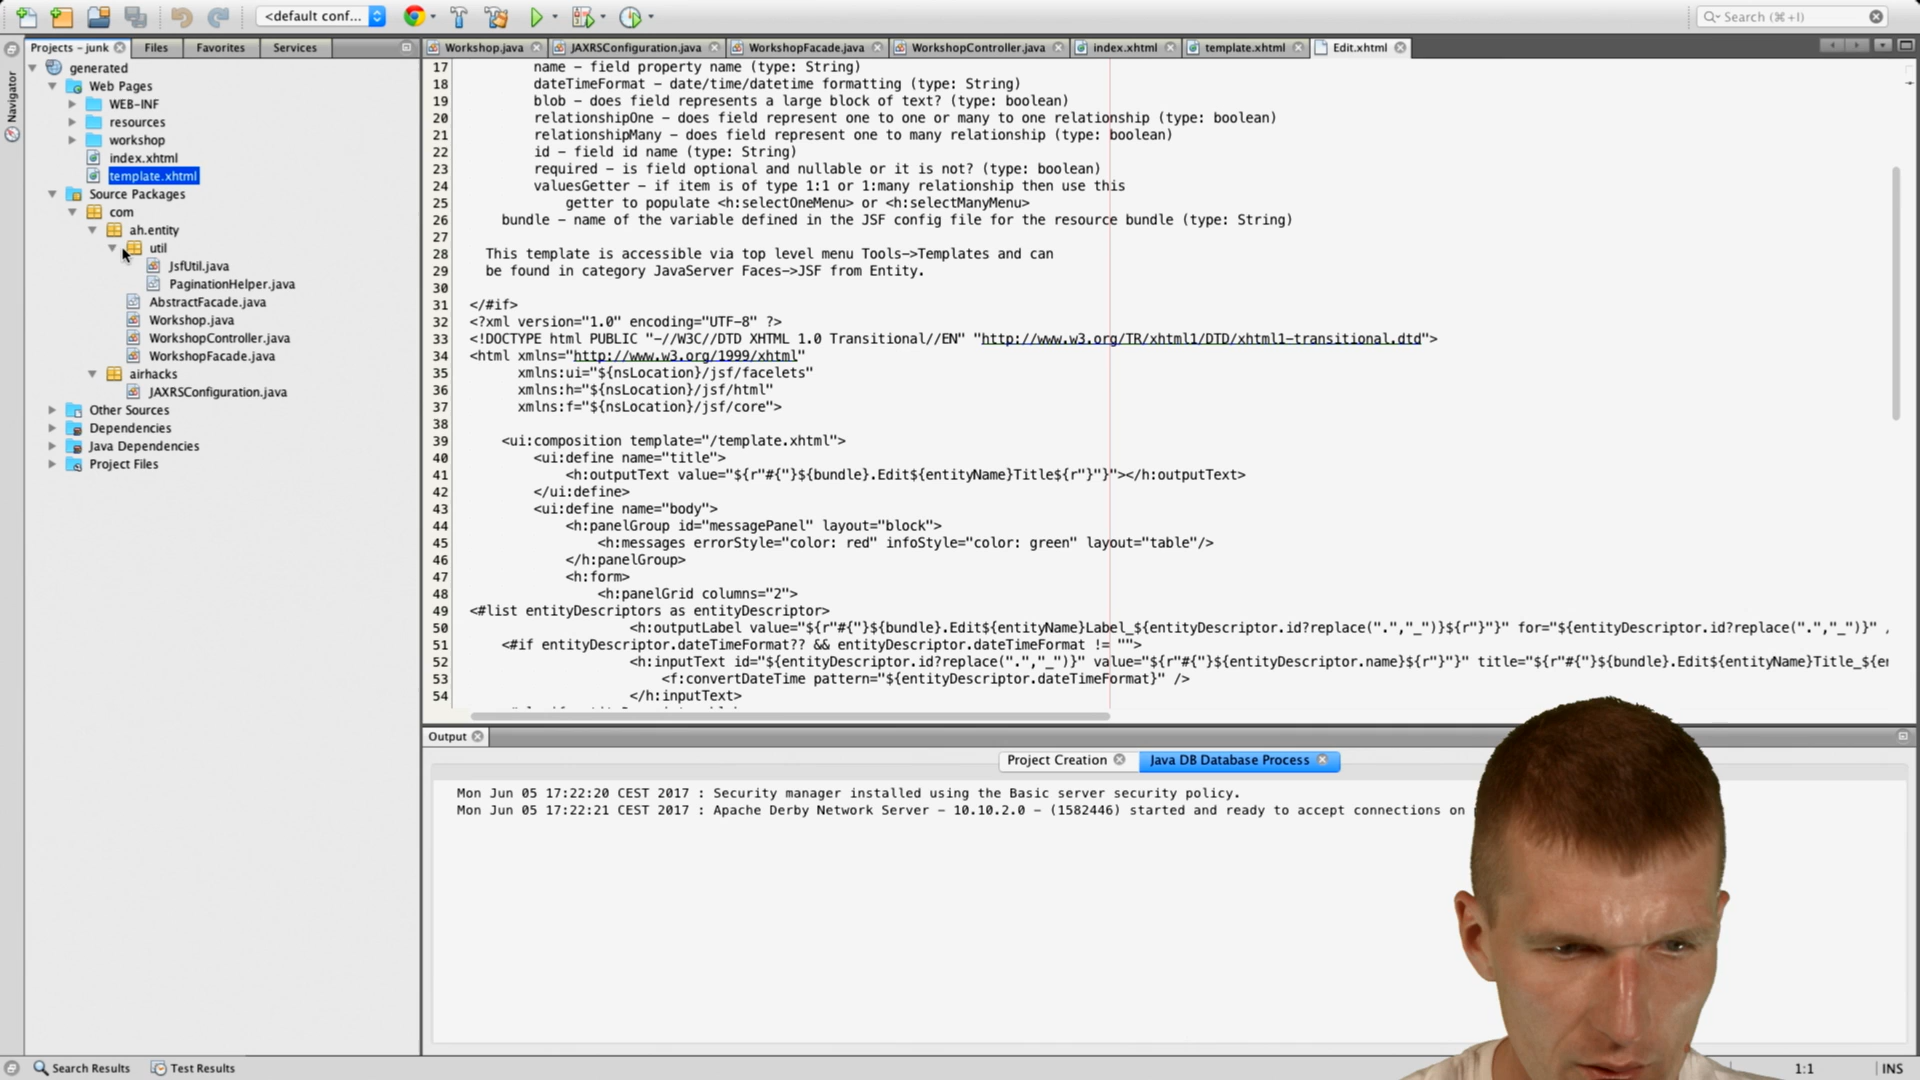 <default conf...
Search (⌘+I)
Projects – junk
Files
Favorites
Services
Navigator
generated
Web Pages
WEB-INF
resources
workshop
index.xhtml
template.xhtml
Source Packages
com
ah.entity
util
JsfUtil.java
PaginationHelper.java
AbstractFacade.java
Workshop.java
WorkshopController.java
WorkshopFacade.java
airhacks
JAXRSConfiguration.java
Other Sources
Dependencies
Java Dependencies
Project Files
Workshop.java
JAXRSConfiguration.java
WorkshopFacade.java
WorkshopController.java
index.xhtml
template.xhtml
Edit.xhtml
17 name – field property name (type: String)
18 dateTimeFormat – date/time/datetime formatting (type: String)
19 blob – does field represents a large block of text? (type: boolean)
20 relationshipOne – does field represent one to one or many to one relationship (type: boolean)
21 relationshipMany – does field represent one to many relationship (type: boolean)
22 id – field id name (type: String)
23 required – is field optional and nullable or it is not? (type: boolean)
24 valuesGetter – if item is of type 1:1 or 1:many relationship then use this
25 getter to populate <h:selectOneMenu> or <h:selectManyMenu>
26 bundle – name of the variable defined in the JSF config file for the resource bundle (type: String)
27
28 This template is accessible via top level menu Tools->Templates and can
29 be found in category JavaServer Faces->JSF from Entity.
30
31 </#if>
32 <?xml version="1.0" encoding="UTF-8" ?>
33 <!DOCTYPE html PUBLIC "-//W3C//DTD XHTML 1.0 Transitional//EN" "http://www.w3.org/TR/xhtml1/DTD/xhtml1-transitional.dtd">
34 <html xmlns="http://www.w3.org/1999/xhtml"
35 xmlns:ui="${nsLocation}/jsf/facelets"
36 xmlns:h="${nsLocation}/jsf/html"
37 xmlns:f="${nsLocation}/jsf/core">
38
39 <ui:composition template="/template.xhtml">
40 <ui:define name="title">
41 <h:outputText value="${r"#{"}${bundle}.Edit${entityName}Title${r"}"}"></h:outputText>
42 </ui:define>
43 <ui:define name="body">
44 <h:panelGroup id="messagePanel" layout="block">
45 <h:messages errorStyle="color: red" infoStyle="color: green" layout="table"/>
46 </h:panelGroup>
47 <h:form>
48 <h:panelGrid columns="2">
49 <#list entityDescriptors as entityDescriptor>
50 <h:outputLabel value="${r"#{"}${bundle}.Edit${entityName}Label_${entityDescriptor.id?replace(".","_")}${r"}"}" for="${entityDescriptor.id?replace(".","_")}"
51 <#if entityDescriptor.dateTimeFormat?? && entityDescriptor.dateTimeFormat != "">
52 <h:inputText id="${entityDescriptor.id?replace(".","_")}" value="${r"#{"}${entityDescriptor.name}${r"}"}" title="${r"#{"}${bundle}.Edit${entityName}Title_${e
53 <f:convertDateTime pattern="${entityDescriptor.dateTimeFormat}" />
54 </h:inputText>
Output
Project Creation
Java DB Database Process
Mon Jun 05 17:22:20 CEST 2017 : Security manager installed using the Basic server security policy.
Mon Jun 05 17:22:21 CEST 2017 : Apache Derby Network Server – 10.10.2.0 – (1582446) started and ready to accept connections on
Search Results
Test Results
1:1
INS